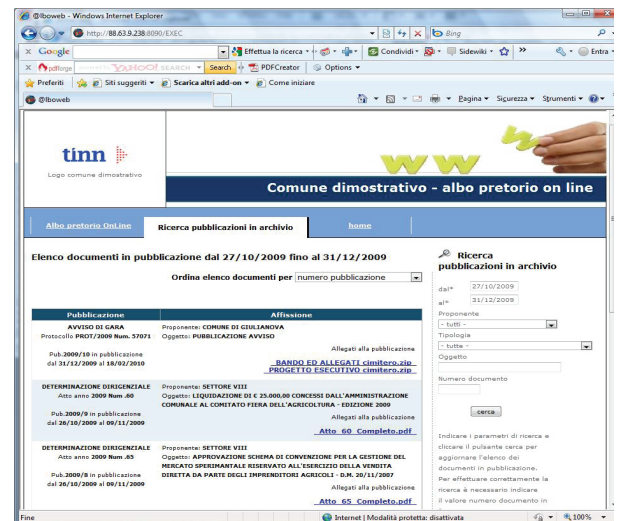 @lboweb - Windows Internet Explorer
http://88.63.9.238:8090/EXEC
Bing
Google
Effettua la ricerca
Condividi
Sidewiki
Entra
pdfforge
YAHOO! SEARCH
Search
PDFCreator
Options
Preferiti
Siti suggeriti
Scarica altri add-on
Come iniziare
@lboweb
Pagina
Sicurezza
Strumenti
tinn
Logo comune dimostrativo
www
Comune dimostrativo - albo pretorio on line
Albo pretorio OnLine
Ricerca pubblicazioni in archivio
home
Elenco documenti in pubblicazione dal 27/10/2009 fino al 31/12/2009
Ordina elenco documenti per numero pubblicazione
Pubblicazione
Affissione
AVVISO DI GARA
Protocollo PROT/2009 Num. 57071
Pub.2009/10 in pubblicazione
dal 31/12/2009 al 18/02/2010
Proponente: COMUNE DI GIULIANOVA
Oggetto: PUBBLICAZIONE AVVISO
Allegati alla pubblicazione
BANDO ED ALLEGATI cimitero.zip
PROGETTO ESECUTIVO cimitero.zip
DETERMINAZIONE DIRIGENZIALE
Atto anno 2009 Num .60
Pub.2009/9 in pubblicazione
dal 26/10/2009 al 09/11/2009
Proponente: SETTORE VIII
Oggetto: LIQUIDAZIONE DI C 25.000,00 CONCESSI DALL'AMMINISTRAZIONE
COMUNALE AL COMITATO FIERA DELL'AGRICOLTURA - EDIZIONE 2009
Allegati alla pubblicazione
Atto 60 Completo.pdf
DETERMINAZIONE DIRIGENZIALE
Atto anno 2009 Num .65
Pub.2009/8 in pubblicazione
dal 26/10/2009 al 09/11/2009
Proponente: SETTORE VIII
Oggetto: APPROVAZIONE SCHEMA DI CONVENZIONE PER LA GESTIONE DEL
MERCATO SPERIMANTALE RISERVATO ALL'ESERCIZIO DELLA VENDITA
DIRETTA DA PARTE DEGLI IMPRENDITORI AGRICOLI - D.M. 20/11/2007
Allegati alla pubblicazione
Atto 65 Completo.pdf
Ricerca
pubblicazioni in archivio
dal* 27/10/2009
al* 31/12/2009
Proponente
- tutti -
Tipologia
- tutte -
Oggetto
Numero documento
cerca
Indicare i parametri di ricerca e
cliccare il pulsante cerca per
aggiornare l'elenco dei
documenti in pubblicazione.
Per effettuare correttamente la
ricerca è necessario indicare
il valore numero documento in
Fine
Internet | Modalità protetta: disattivata
100%